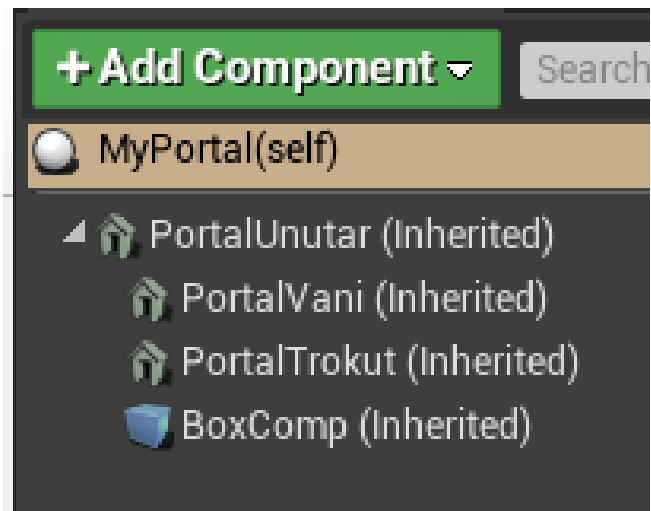 + Add Component
Search
MyPortal(self)
PortalUnutar (Inherited)
PortalVani (Inherited)
PortalTrokut (Inherited)
BoxComp (Inherited)